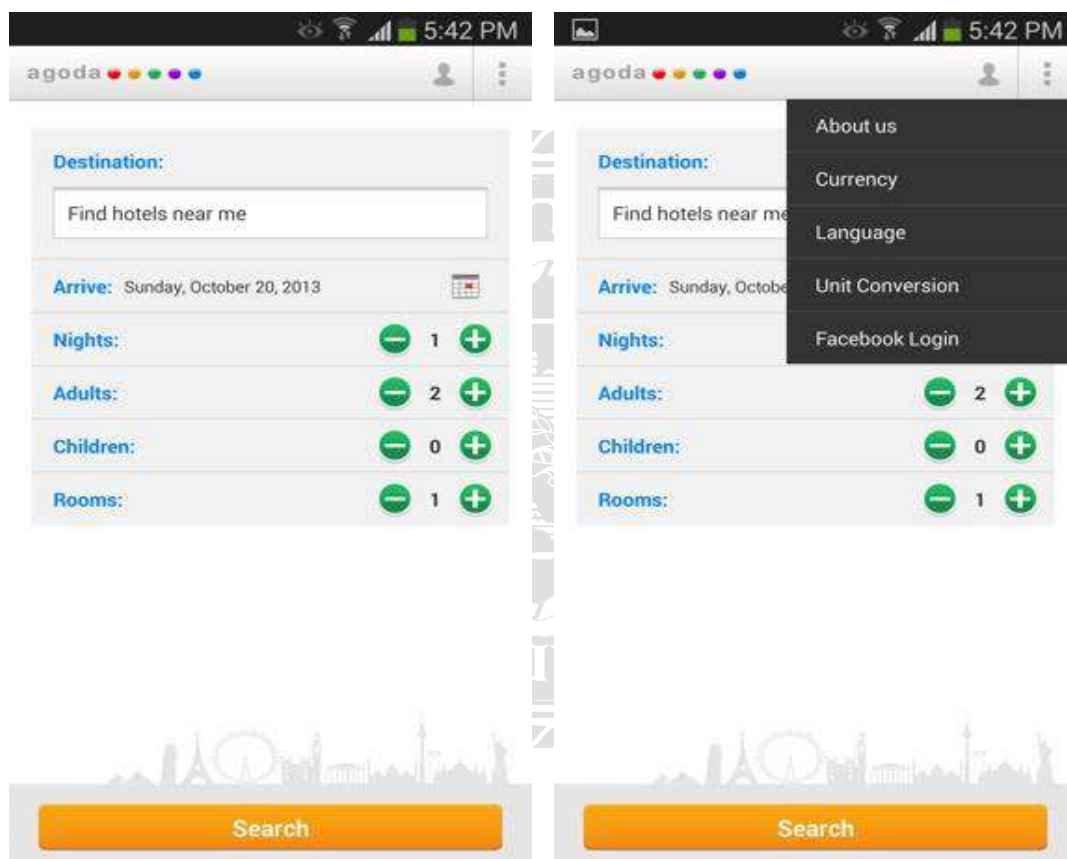 5:42 PM
agoda
Destination:
Find hotels near me
Arrive: Sunday, October 20, 2013
Nights: 1
Adults: 2
Children: 0
Rooms: 1
Search
5:42 PM
agoda
About us
Currency
Language
Unit Conversion
Facebook Login
Destination:
Find hotels near me
Arrive: Sunday, Octobe
Nights:
Adults: 2
Children: 0
Rooms: 1
Search